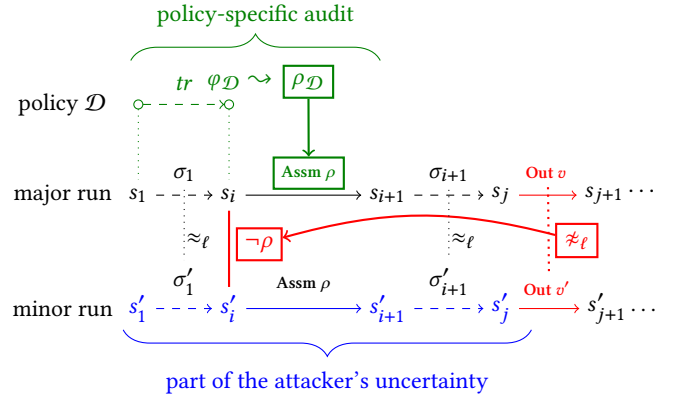 policy-specific audit
policy 𝒟 tr φ𝒟 ⇝ ρ𝒟
σ₁ Assm ρ σᵢ₊₁ Out v
major run s₁ sᵢ sᵢ₊₁ sⱼ sⱼ₊₁ ⋯
≈ℓ ¬ρ ≈ℓ ≉ℓ
σ′₁ Assm ρ σ′ᵢ₊₁ Out v′
minor run s′₁ s′ᵢ s′ᵢ₊₁ s′ⱼ s′ⱼ₊₁ ⋯
part of the attacker's uncertainty